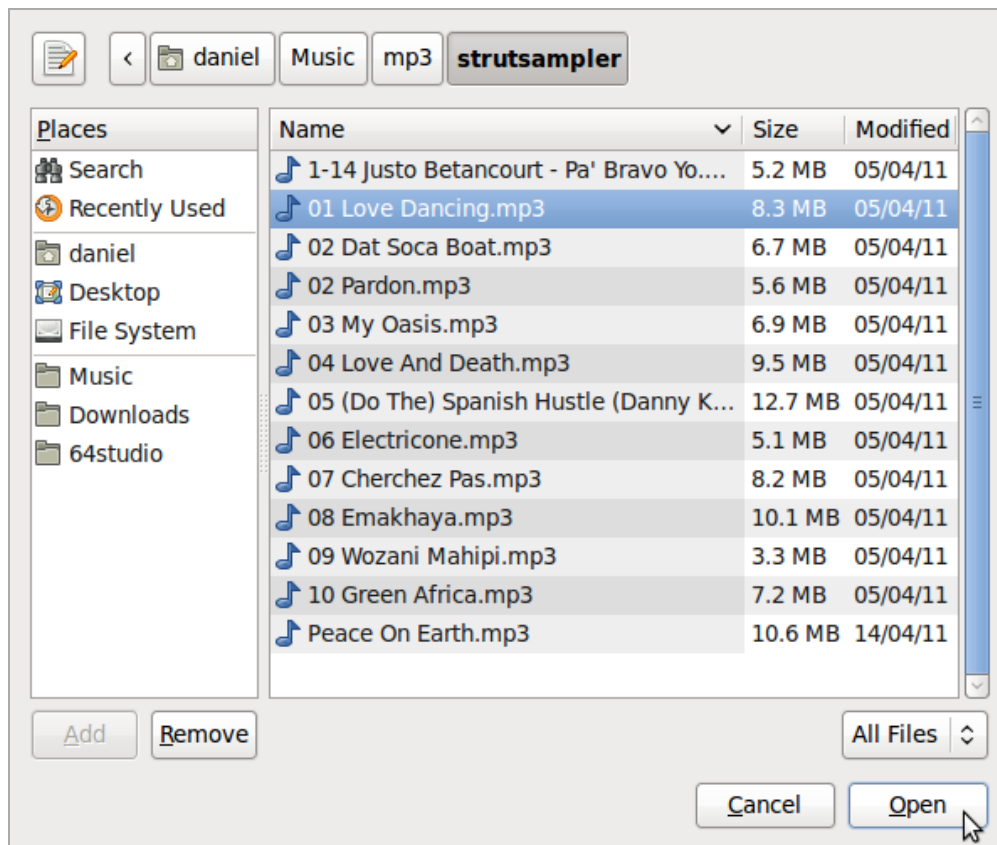 daniel Music mp3 strutsampler
Places
Search
Recently Used
daniel
Desktop
File System
Music
Downloads
64studio
Name Size Modified
1-14 Justo Betancourt - Pa' Bravo Yo.... 5.2 MB 05/04/11
01 Love Dancing.mp3 8.3 MB 05/04/11
02 Dat Soca Boat.mp3 6.7 MB 05/04/11
02 Pardon.mp3 5.6 MB 05/04/11
03 My Oasis.mp3 6.9 MB 05/04/11
04 Love And Death.mp3 9.5 MB 05/04/11
05 (Do The) Spanish Hustle (Danny K... 12.7 MB 05/04/11
06 Electricone.mp3 5.1 MB 05/04/11
07 Cherchez Pas.mp3 8.2 MB 05/04/11
08 Emakhaya.mp3 10.1 MB 05/04/11
09 Wozani Mahipi.mp3 3.3 MB 05/04/11
10 Green Africa.mp3 7.2 MB 05/04/11
Peace On Earth.mp3 10.6 MB 14/04/11
Add Remove All Files
Cancel Open